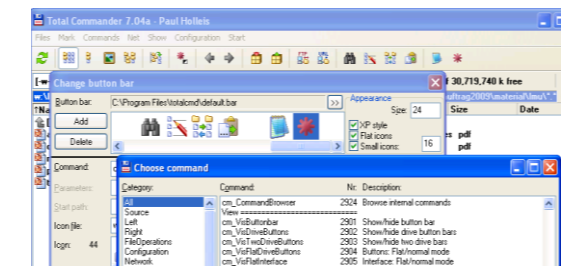 Total Commander 7.04a - Paul Holleis
Files Mark Commands Net Show Configuration Start
30,719,740 k free
Change button bar
Button bar: C:\Program Files\totalcmd\default.bar >> Appearance
Size: 24
Add
XP style
Flat icons
Delete
Small icons: 16
Size Date
pdf
pdf
Command:
Choose command
Parameters:
Category: Command: Nr. Description:
Start path:
All cm_CommandBrowser 2924 Browse internal commands
Source View
Icon file:
Left cm_VisButtonbar 2901 Show/hide button bar
Right cm_VisDriveButtons 2902 Show/hide drive button bars
FileOperations cm_VisTwoDriveButtons 2903 Show/hide two drive bars
Icon: 44
Configuration cm_VisFlatDriveButtons 2904 Buttons: Flat/normal mode
Network cm_VisFlatInterface 2905 Interface: Flat/normal mode